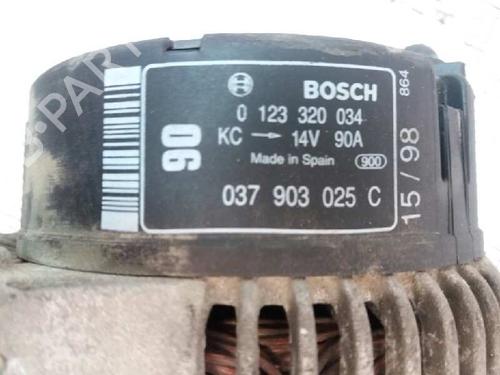 BOSCH
0 123 320 034
KC → 14V 90A
Made in Spain 900
037 903 025 C
90
15 / 98
864
B-PARTS